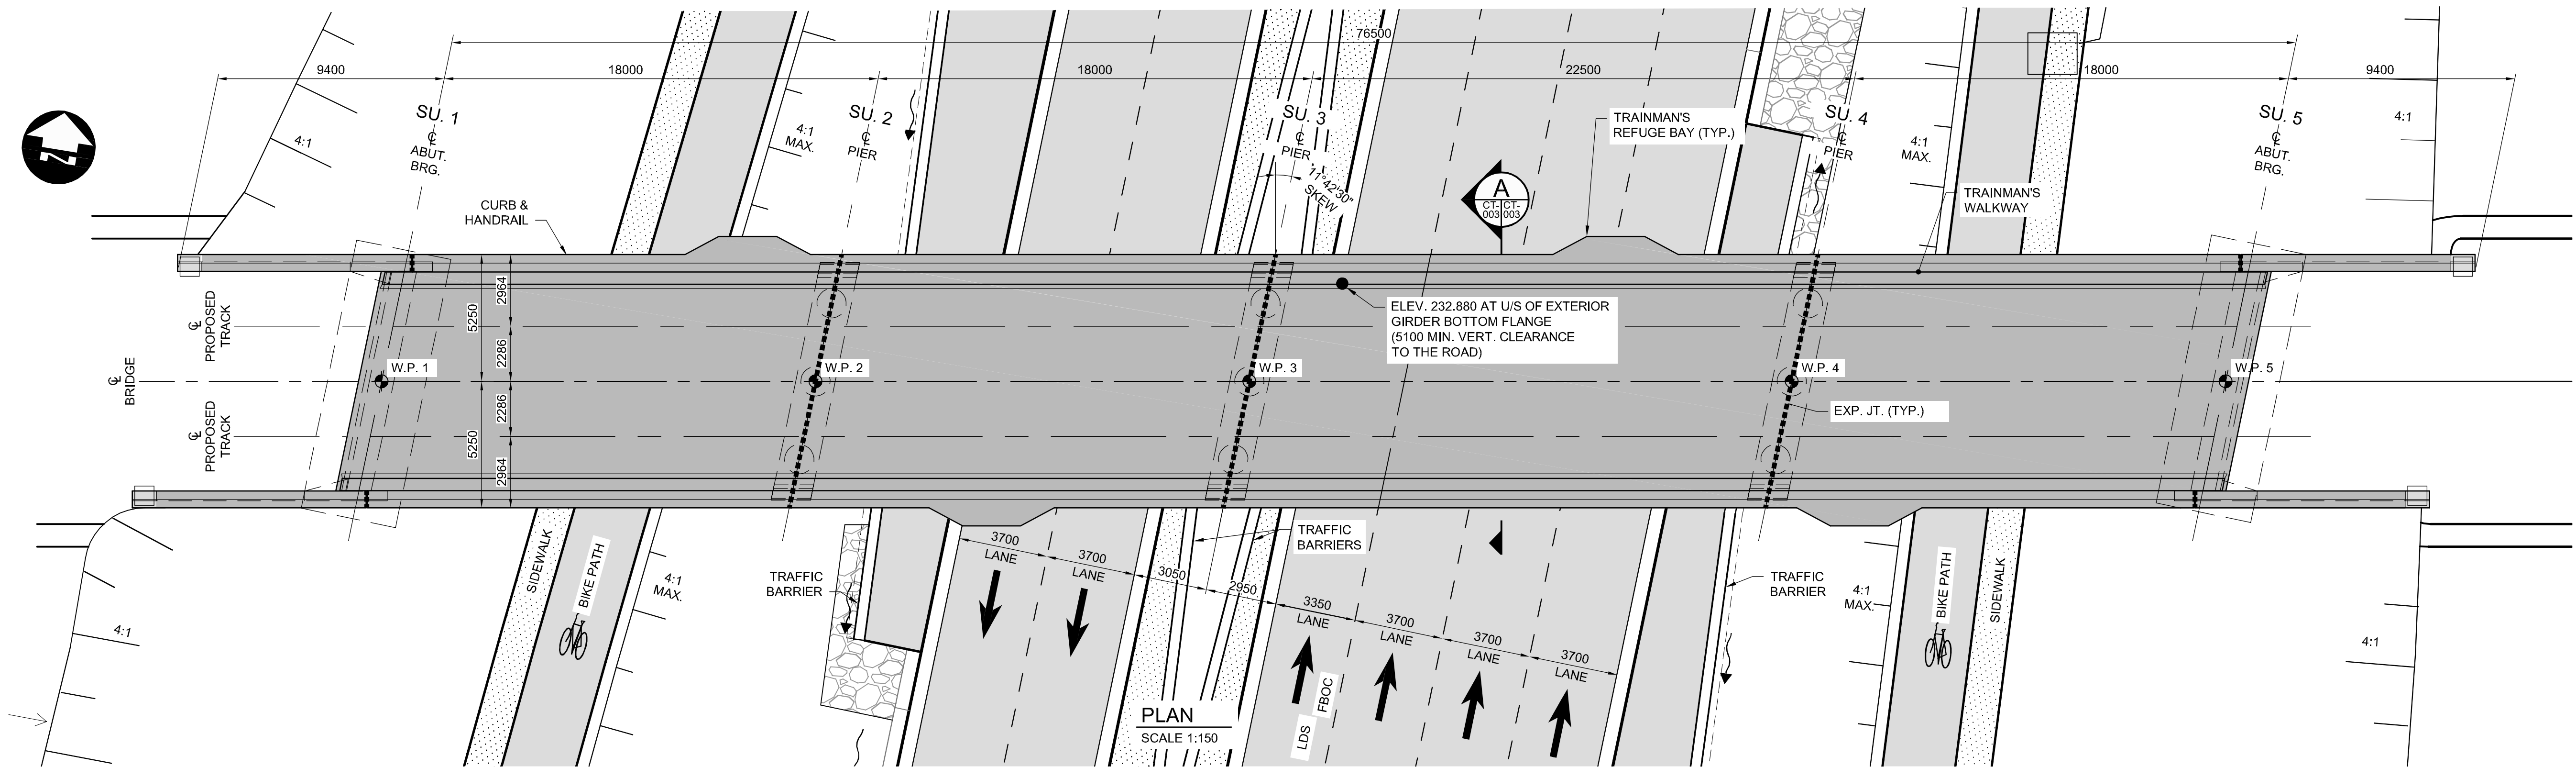 76500
9400
18000
18000
22500
18000
9400
SU. 1
℄
ABUT.
BRG.
SU. 2
℄
PIER
SU. 3
℄
PIER
SU. 4
℄
PIER
SU. 5
℄
ABUT.
BRG.
4:1
4:1
MAX.
4:1
MAX.
4:1
N
11°42'30"
SKEW
TRAINMAN'S
REFUGE BAY (TYP.)
A
CT-
003
CT-
003
CURB &
HANDRAIL
TRAINMAN'S
WALKWAY
℄
PROPOSED
TRACK
℄
BRIDGE
℄
PROPOSED
TRACK
5250
2964
2286
2286
5250
2964
ELEV. 232.880 AT U/S OF EXTERIOR
GIRDER BOTTOM FLANGE
(5100 MIN. VERT. CLEARANCE
TO THE ROAD)
W.P. 1
W.P. 2
W.P. 3
W.P. 4
W.P. 5
EXP. JT. (TYP.)
SIDEWALK
BIKE PATH
4:1
MAX.
4:1
TRAFFIC
BARRIER
3700
LANE
3700
LANE
3050
2950
3350
LANE
3700
LANE
3700
LANE
3700
LANE
TRAFFIC
BARRIERS
TRAFFIC
BARRIER
4:1
MAX.
BIKE PATH
SIDEWALK
4:1
LDS
FBOC
PLAN
SCALE 1:150